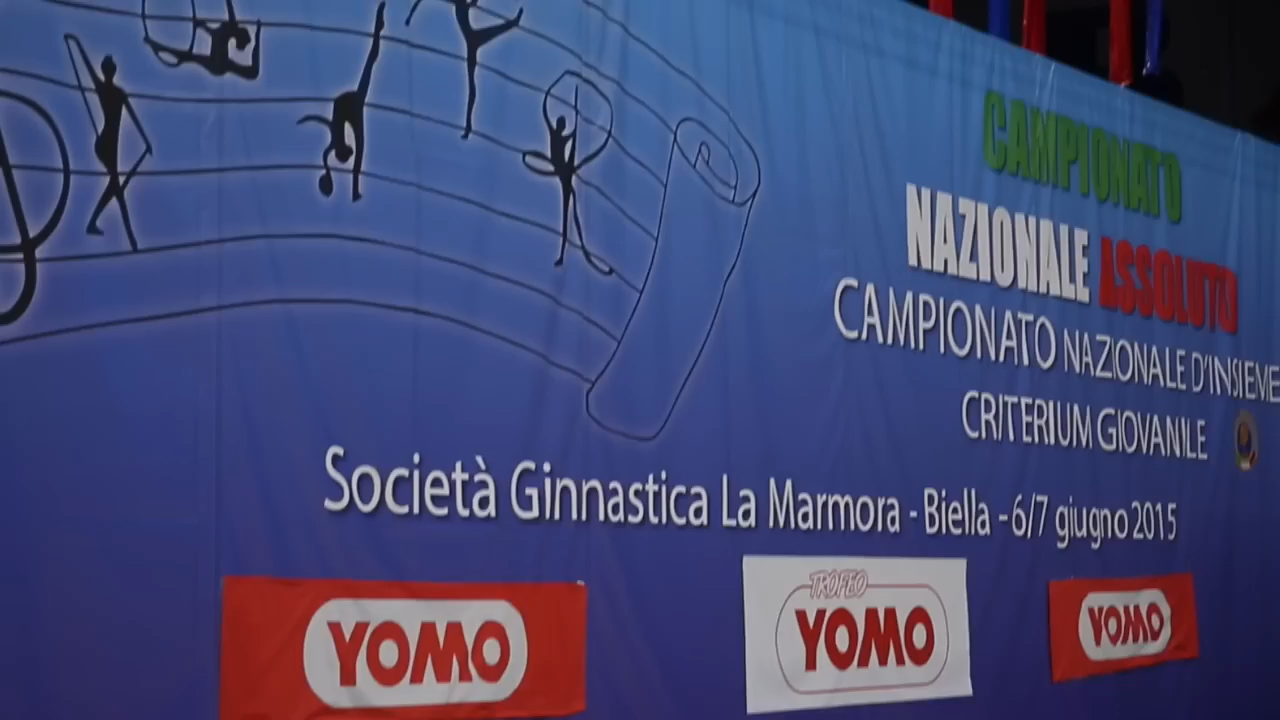 CAMPIONATO
NAZIONALE ASSOLUTO
CAMPIONATO NAZIONALE D'INSIEME
CRITERIUM GIOVANILE
Società Ginnastica La Marmora - Biella - 6/7 giugno 2015
YOMO
TROFEO
YOMO
YOMO